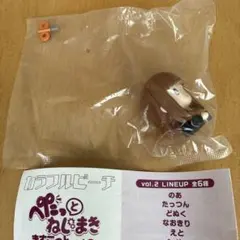 カラフルピーチ
ぺたっと
ねじまき
vol.2 LINEUP 全6種
のあ
たっつん
どぬく
なおきり
えと